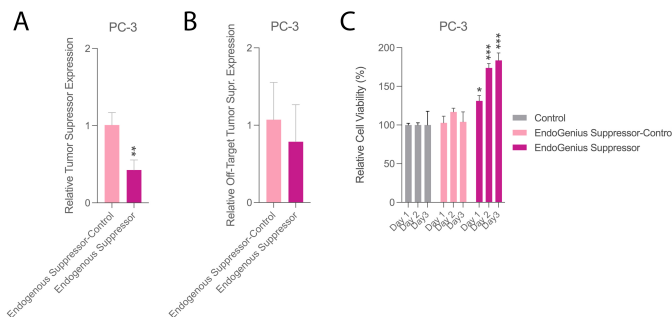 A
PC-3
Relative Tumor Supressor Expression
2
1
0
**
Endogenous Suppressor-Control
Endogenous Suppressor
B
PC-3
Relative Off-Target Tumor Supr. Expression
2
1
0
Endogenous Suppressor-Control
Endogenous Suppressor
C
PC-3
Relative Cell Viability (%)
200
150
100
50
0
*
***
***
Day 1
Day 2
Day3
Day 1
Day 2
Day3
Day 1
Day 2
Day3
Control
EndoGenius Suppressor-Contro
EndoGenius Suppressor